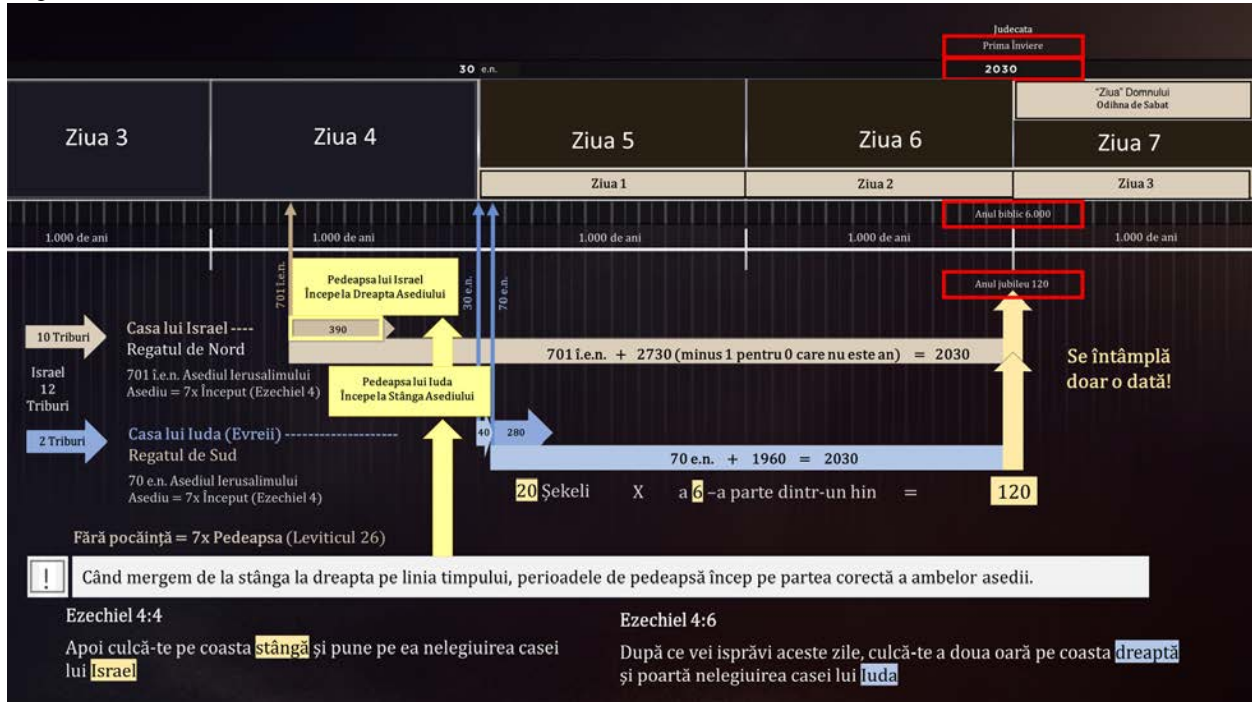 Judecata
Prima Înviere
30 e.n.
2030
Ziua 3
Ziua 4
Ziua 5
Ziua 6
"Ziua" Domnului
Odihna de Sabat
Ziua 7
Ziua 1
Ziua 2
Ziua 3
Anul biblic 6.000
1.000 de ani
1.000 de ani
1.000 de ani
1.000 de ani
1.000 de ani
701 î.e.n.
Pedeapsa lui Israel
Începe la Dreapta Asediului
30 e.n.
70 e.n.
Anul jubileu 120
10 Triburi
Casa lui Israel ----
Regatul de Nord
390
701 î.e.n. + 2730 (minus 1 pentru 0 care nu este an) = 2030
Se întâmplă
doar o dată!
Israel
12
Triburi
701 î.e.n. Asediul Ierusalimului
Asediu = 7x Început (Ezechiel 4)
Pedeapsa lui Iuda
Începe la Stânga Asediului
2 Triburi
Casa lui Iuda (Evreii) --------------------
Regatul de Sud
40
280
70 e.n. + 1960 = 2030
70 e.n. Asediul Ierusalimului
Asediu = 7x Început (Ezechiel 4)
20 Şekeli X a 6 –a parte dintr-un hin = 120
Fără pocăință = 7x Pedeapsa (Leviticul 26)
! Când mergem de la stânga la dreapta pe linia timpului, perioadele de pedeapsă încep pe partea corectă a ambelor asedii.
Ezechiel 4:4
Apoi culcă-te pe coasta stângă și pune pe ea nelegiuirea casei
lui Israel
Ezechiel 4:6
După ce vei isprăvi aceste zile, culcă-te a doua oară pe coasta dreaptă
și poartă nelegiuirea casei lui Iuda